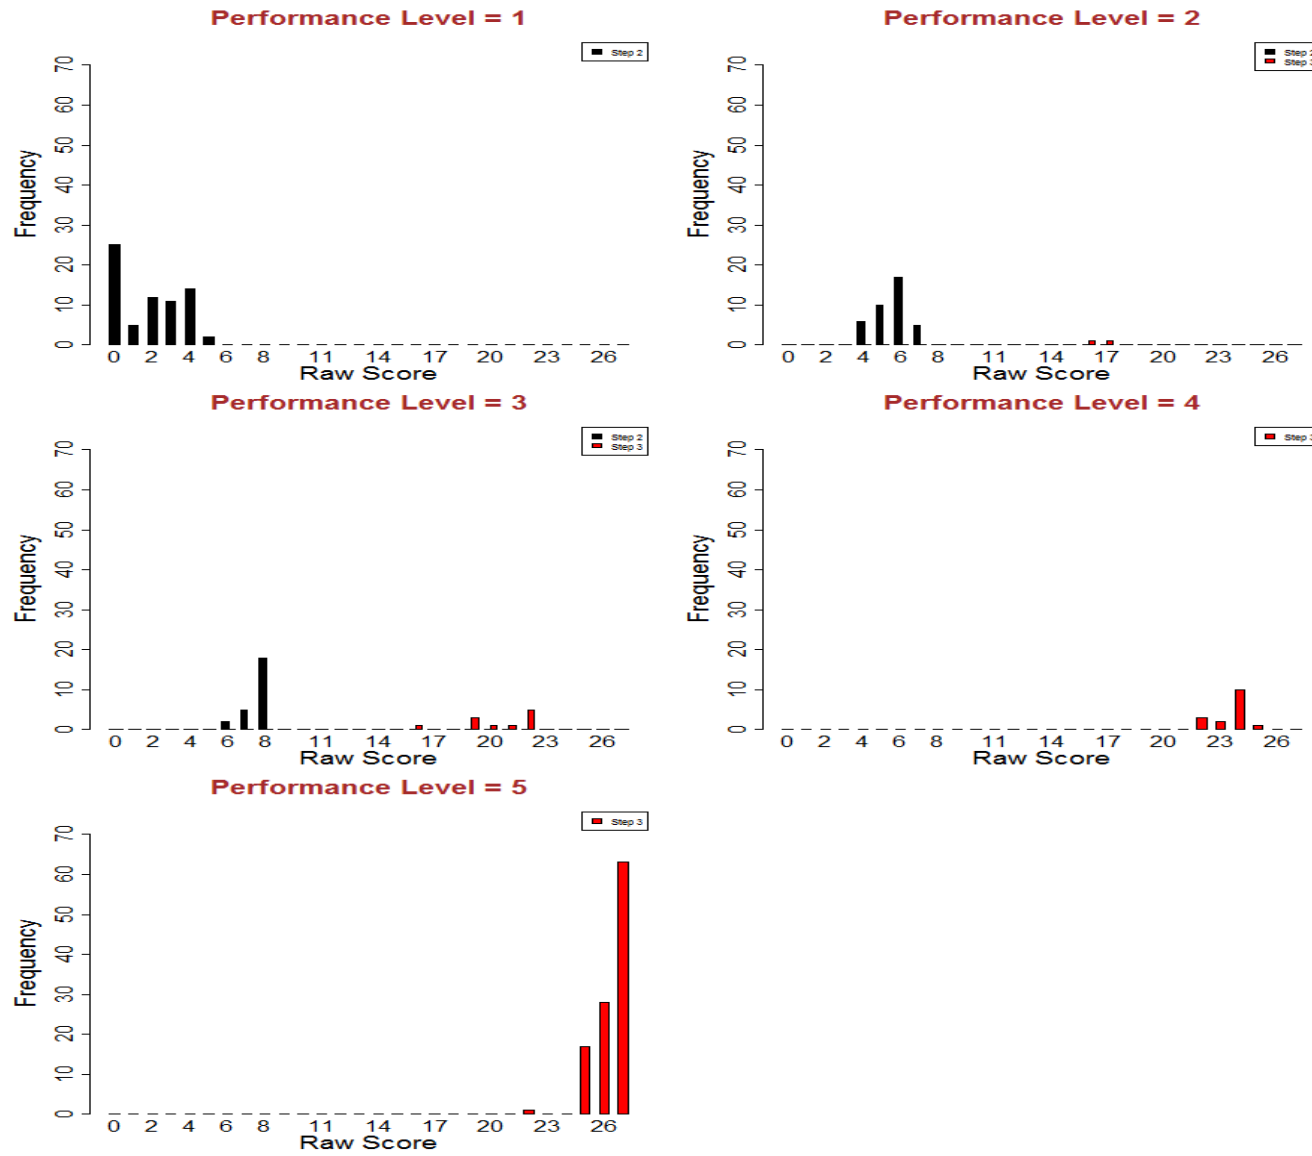 Performance Level = 1
Step 2
Frequency
70
60
50
40
30
20
10
0
0 2 4 6 8 11 14 17 20 23 26
Raw Score
Performance Level = 2
Step 2
Step 3
Frequency
70
60
50
40
30
20
10
0
0 2 4 6 8 11 14 17 20 23 26
Raw Score
Performance Level = 3
Step 2
Step 3
Frequency
70
60
50
40
30
20
10
0
0 2 4 6 8 11 14 17 20 23 26
Raw Score
Performance Level = 4
Step 3
Frequency
70
60
50
40
30
20
10
0
0 2 4 6 8 11 14 17 20 23 26
Raw Score
Performance Level = 5
Step 3
Frequency
70
60
50
40
30
20
10
0
0 2 4 6 8 11 14 17 20 23 26
Raw Score